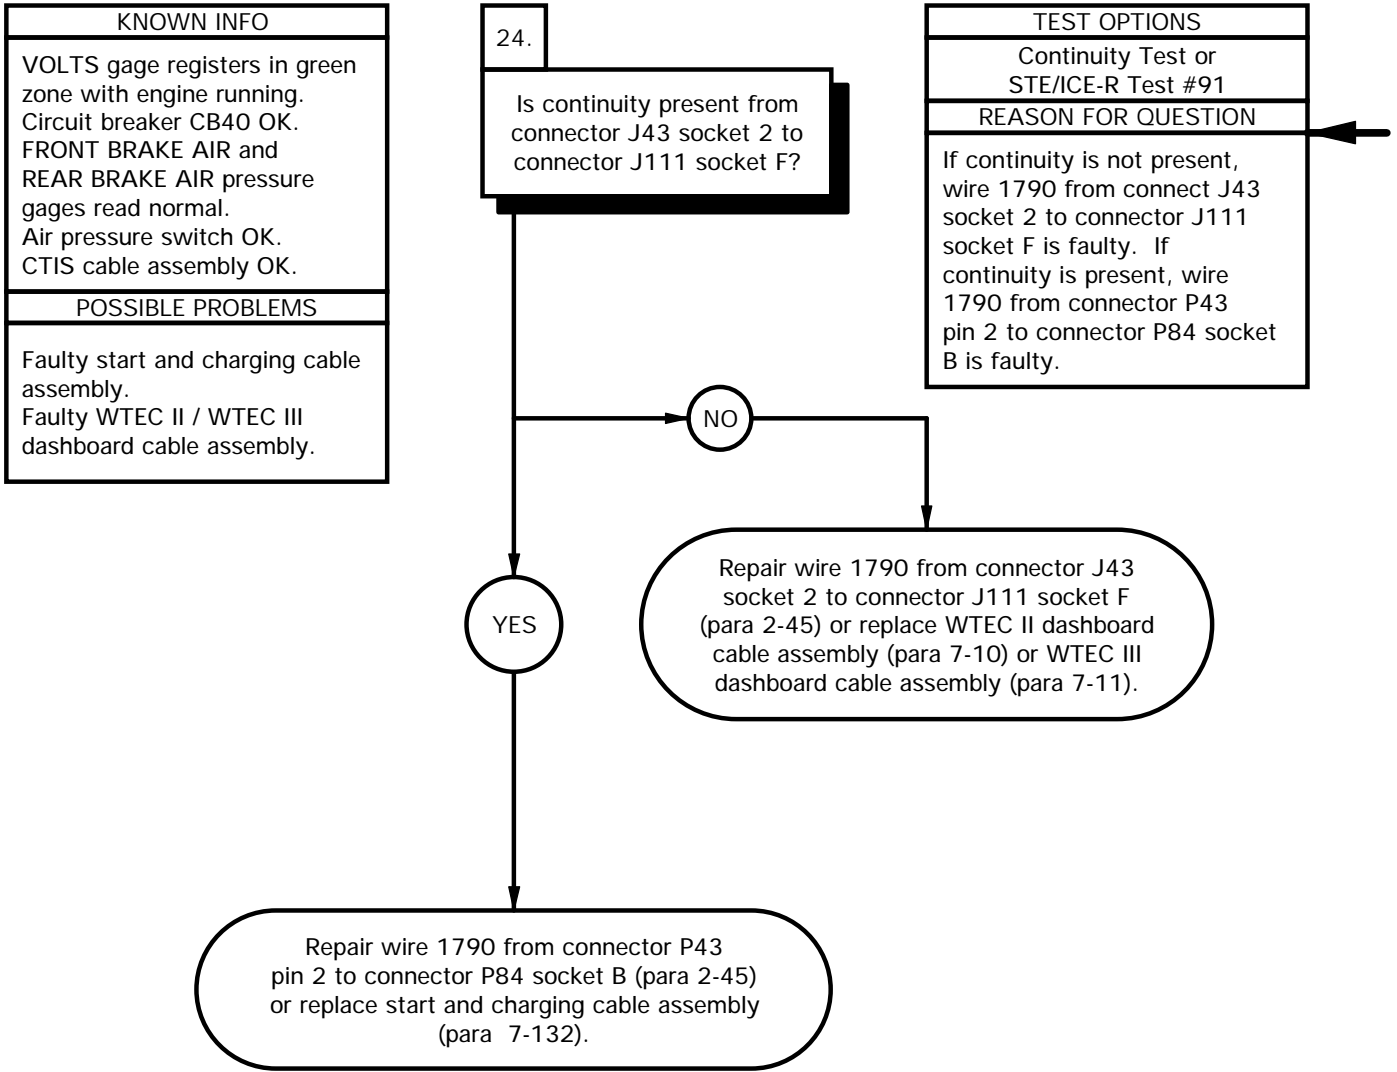 KNOWN INFO
VOLTS gage registers in green
zone with engine running.
Circuit breaker CB40 OK.
FRONT BRAKE AIR and
REAR BRAKE AIR pressure
gages read normal.
Air pressure switch OK.
CTIS cable assembly OK.
POSSIBLE PROBLEMS
Faulty start and charging cable
assembly.
Faulty WTEC II / WTEC III
dashboard cable assembly.
24.
Is continuity present from
connector J43 socket 2 to
connector J111 socket F?
TEST OPTIONS
Continuity Test or
STE/ICE-R Test #91
REASON FOR QUESTION
If continuity is not present,
wire 1790 from connect J43
socket 2 to connector J111
socket F is faulty.  If
continuity is present, wire
1790 from connector P43
pin 2 to connector P84 socket
B is faulty.
NO
Repair wire 1790 from connector J43
socket 2 to connector J111 socket F
(para 2-45) or replace WTEC II dashboard
cable assembly (para 7-10) or WTEC III
dashboard cable assembly (para 7-11).
YES
Repair wire 1790 from connector P43
pin 2 to connector P84 socket B (para 2-45)
or replace start and charging cable assembly
(para  7-132).